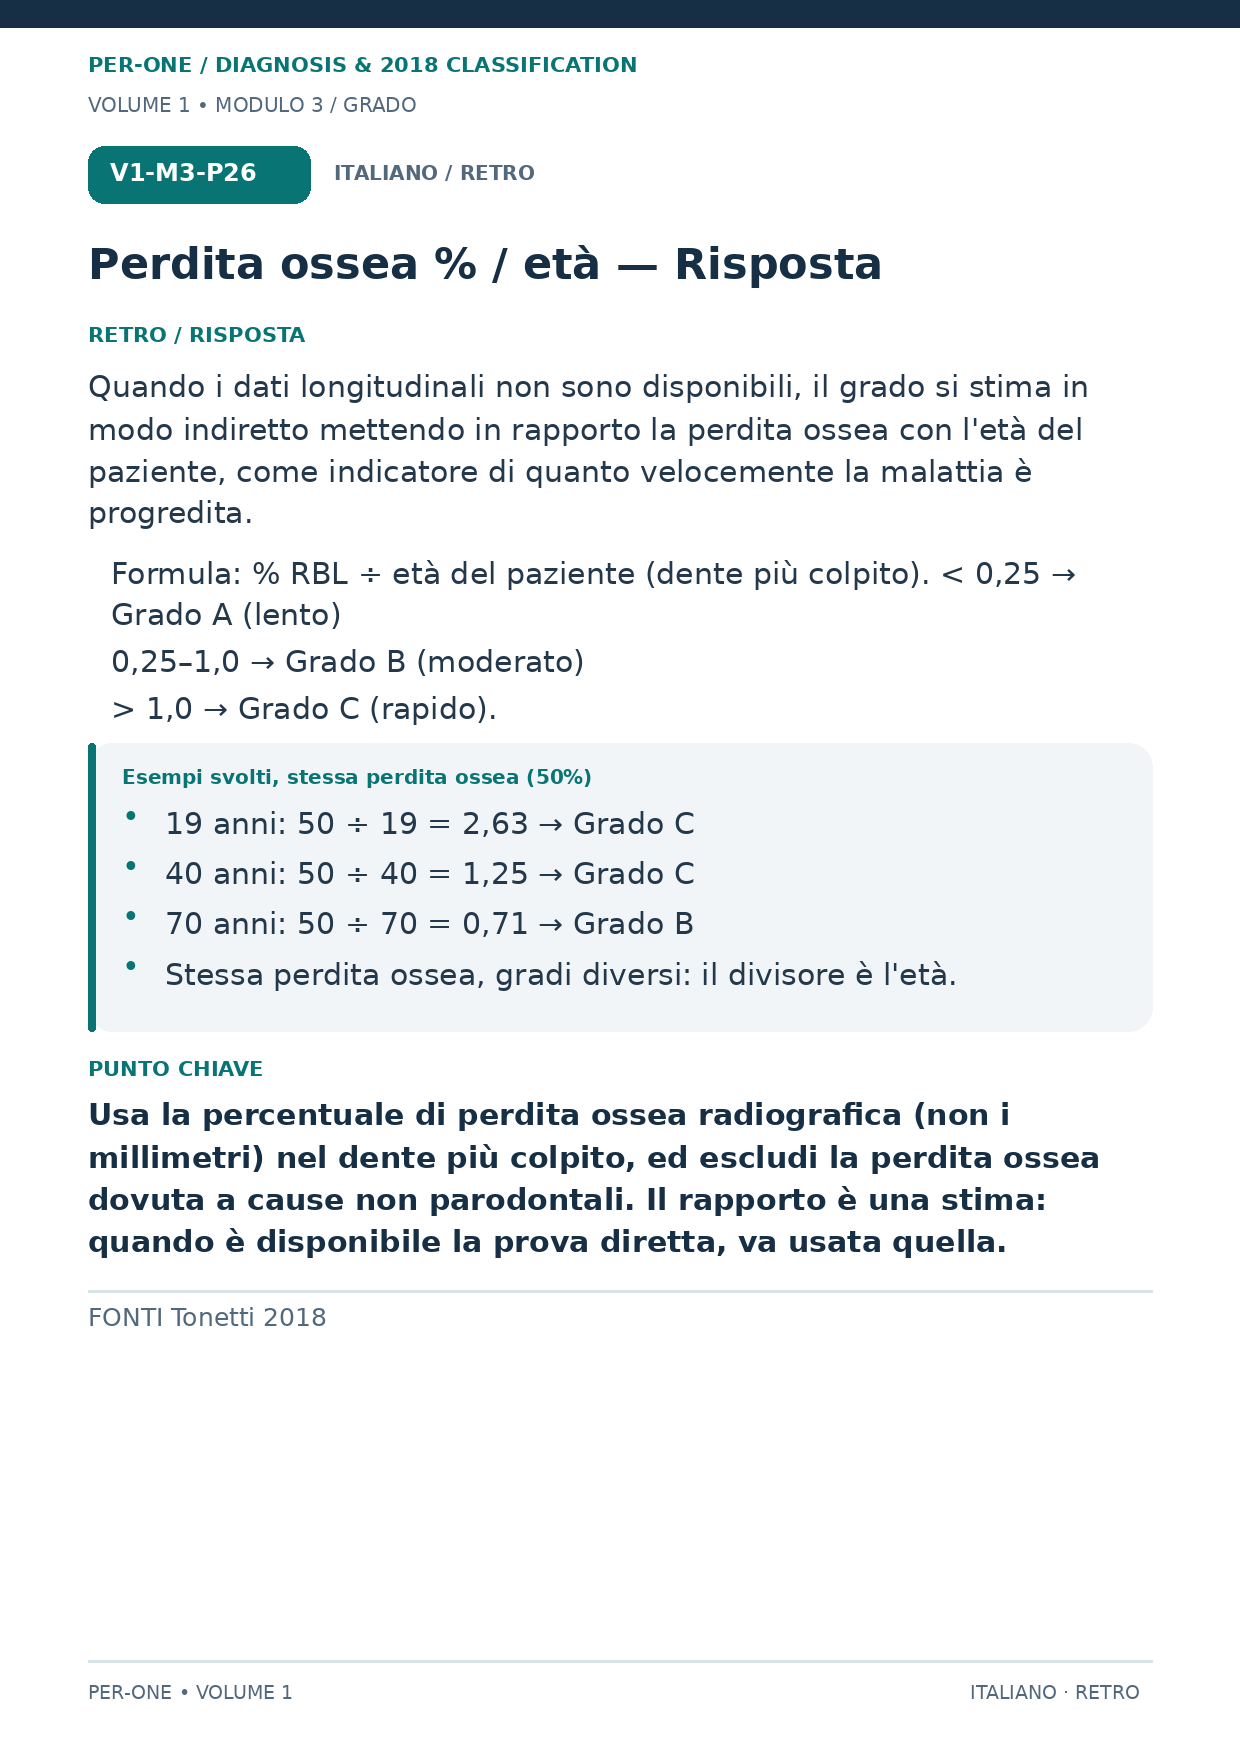 PER-ONE / DIAGNOSIS & 2018 CLASSIFICATION
VOLUME 1 • MODULO 3 / GRADO
V1-M3-P26
ITALIANO / RETRO
Perdita ossea % / età — Risposta
RETRO / RISPOSTA
Quando i dati longitudinali non sono disponibili, il grado si stima in
modo indiretto mettendo in rapporto la perdita ossea con l'età del
paziente, come indicatore di quanto velocemente la malattia è
progredita.
Formula: % RBL ÷ età del paziente (dente più colpito). < 0,25 →
Grado A (lento)
0,25–1,0 → Grado B (moderato)
> 1,0 → Grado C (rapido).
Esempi svolti, stessa perdita ossea (50%)
• 19 anni: 50 ÷ 19 = 2,63 → Grado C
• 40 anni: 50 ÷ 40 = 1,25 → Grado C
• 70 anni: 50 ÷ 70 = 0,71 → Grado B
• Stessa perdita ossea, gradi diversi: il divisore è l'età.
PUNTO CHIAVE
Usa la percentuale di perdita ossea radiografica (non i
millimetri) nel dente più colpito, ed escludi la perdita ossea
dovuta a cause non parodontali. Il rapporto è una stima:
quando è disponibile la prova diretta, va usata quella.
FONTI Tonetti 2018
PER-ONE • VOLUME 1
ITALIANO · RETRO